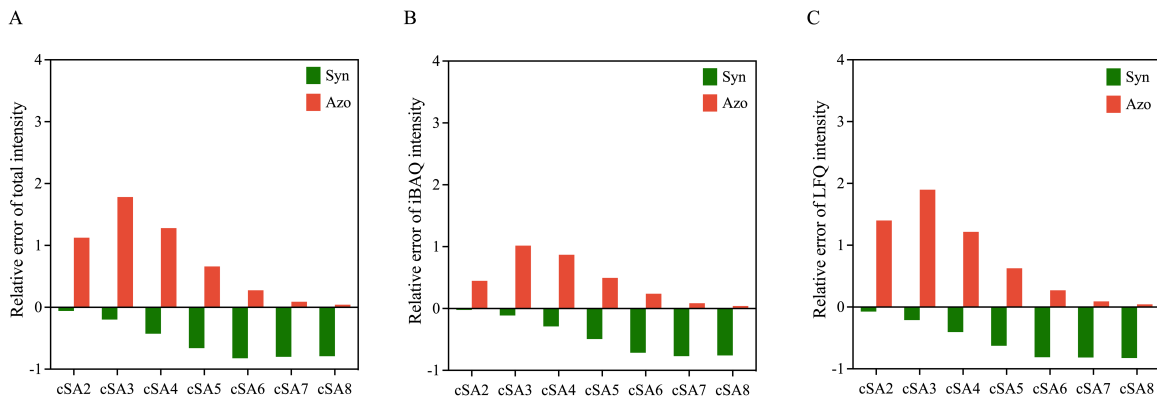 A
Relative error of total intensity
4
3
2
1
0
-1
Syn
Azo
cSA2 cSA3 cSA4 cSA5 cSA6 cSA7 cSA8
B
Relative error of iBAQ intensity
4
3
2
1
0
-1
Syn
Azo
cSA2 cSA3 cSA4 cSA5 cSA6 cSA7 cSA8
C
Relative error of LFQ intensity
4
3
2
1
0
-1
Syn
Azo
cSA2 cSA3 cSA4 cSA5 cSA6 cSA7 cSA8